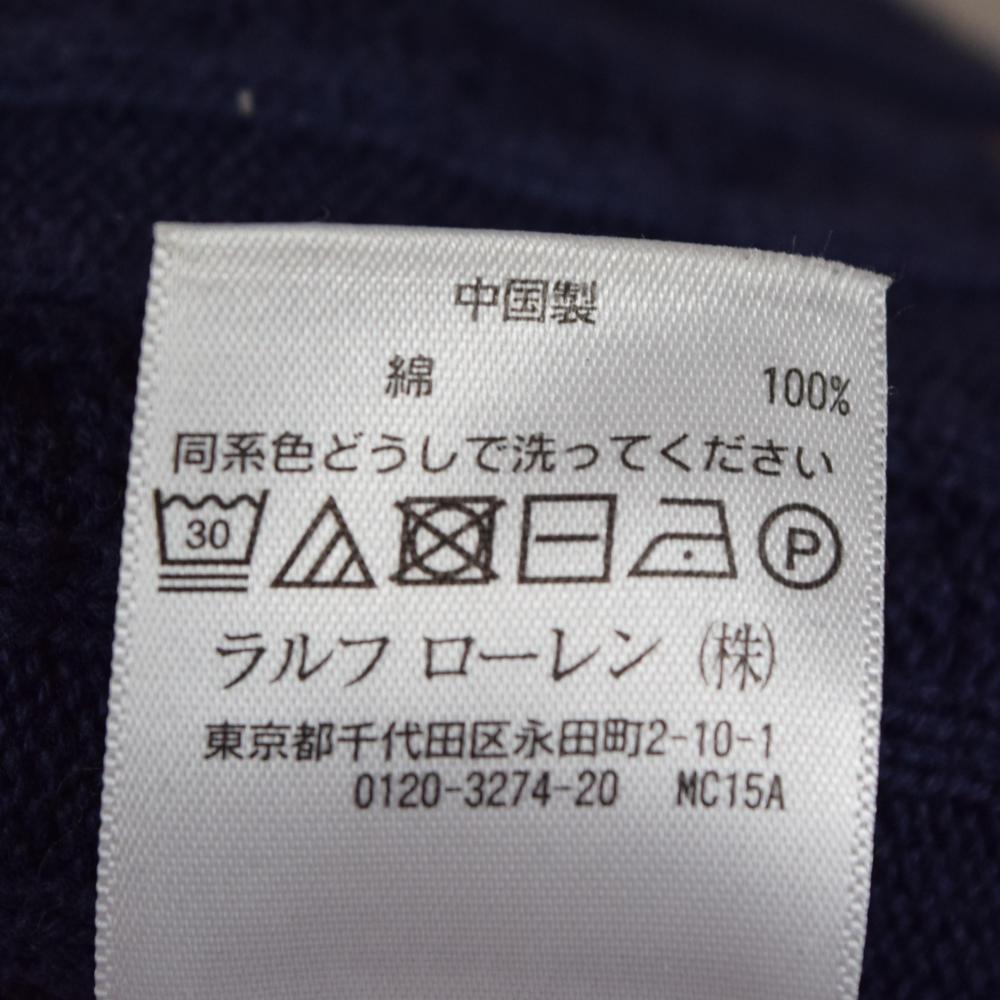 中国製
綿 100%
同系色どうしで洗ってください
30 P
ラルフ ローレン (株)
東京都千代田区永田町2-10-1
0120-3274-20 MC15A